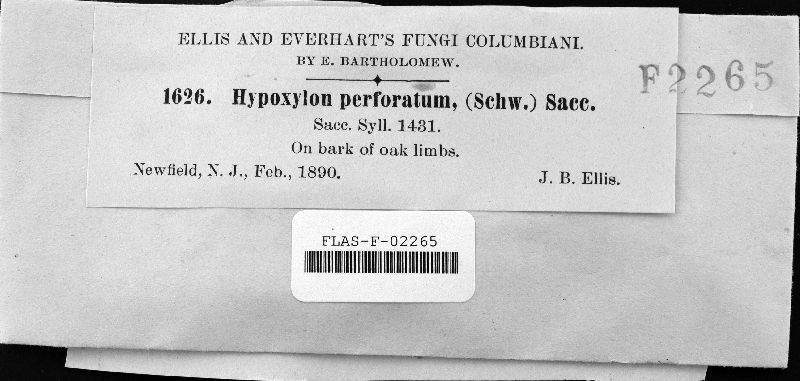 ELLIS AND EVERHART'S FUNGI COLUMBIANI.
BY E. BARTHOLOMEW.
F2265
1626. Hypoxylon perforatum, (Schw.) Sacc.
Sacc. Syll. 1431.
On bark of oak limbs.
Newfield, N. J., Feb., 1890.
J. B. Ellis.
FLAS-F-02265